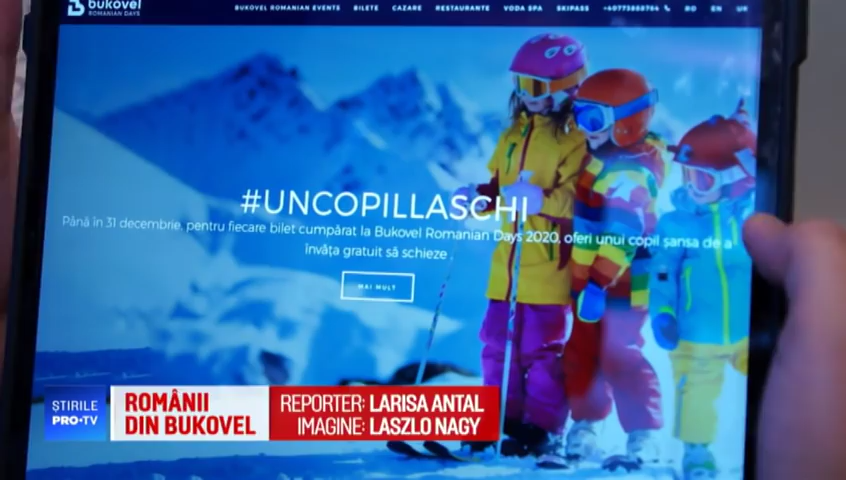 bukovel
ROMANIAN DAYS
BUKOVEL ROMANIAN EVENTS BILETE CAZARE RESTAURANTE VODA SPA SKIPASS +40773858764 RO EN UK
#UNCOPILLASCHI
Până în 31 decembrie, pentru fiecare bilet cumpărat la Bukovel Romanian Days 2020, oferi unui copil șansa de a
învăța gratuit să schieze
MAI MULT
ȘTIRILE
PRO•TV
ROMÂNII
DIN BUKOVEL
REPORTER: LARISA ANTAL
IMAGINE: LASZLO NAGY